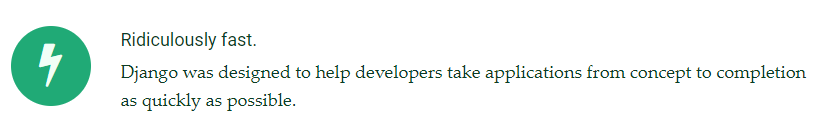 Ridiculously fast.
Django was designed to help developers take applications from concept to completion
as quickly as possible.